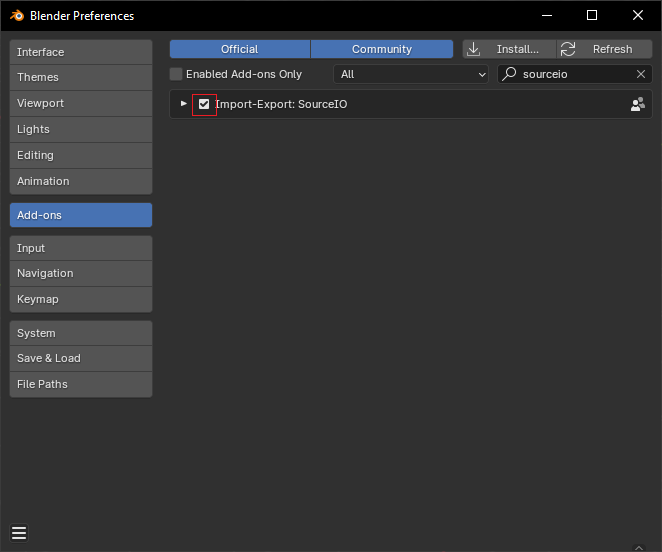 Blender Preferences
Interface
Themes
Viewport
Lights
Editing
Animation
Add-ons
Input
Navigation
Keymap
System
Save & Load
File Paths
Official Community Install... Refresh
Enabled Add-ons Only All sourceio
Import-Export: SourceIO